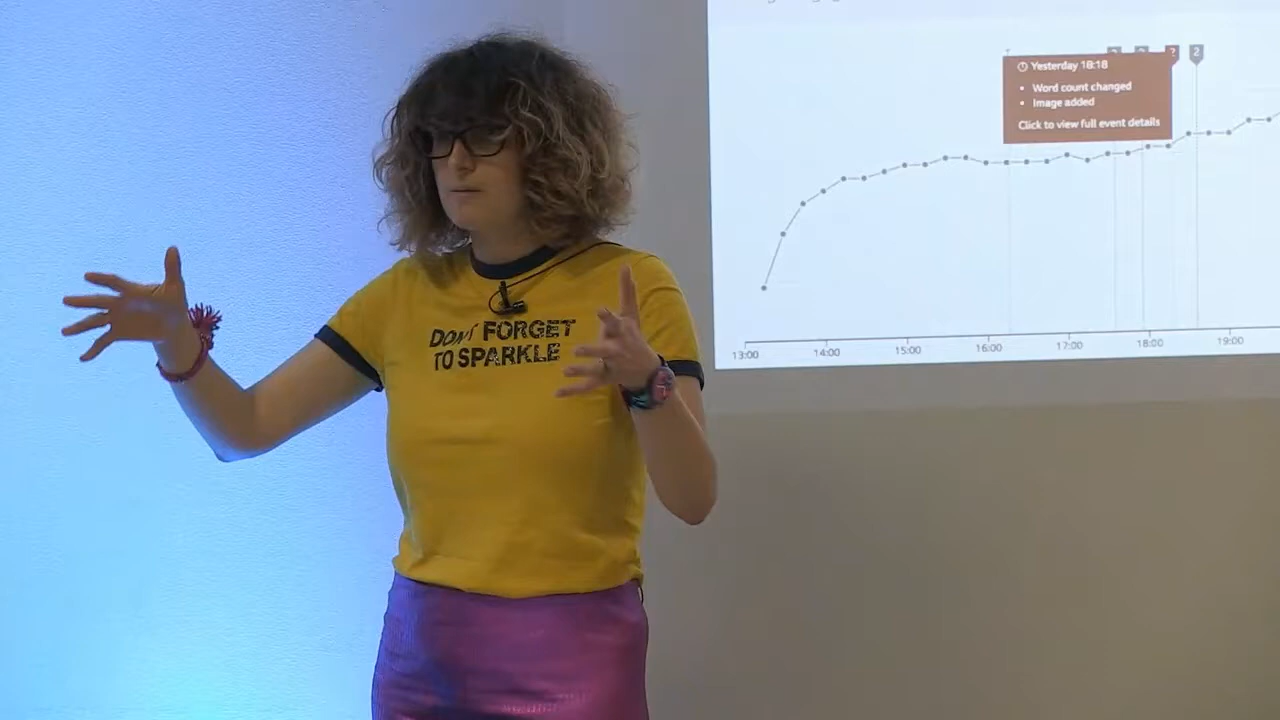 DON'T FORGET
TO SPARKLE
2
2
Yesterday 18:18
Word count changed
Image added
Click to view full event details
13:00
14:00
15:00
16:00
17:00
18:00
19:00